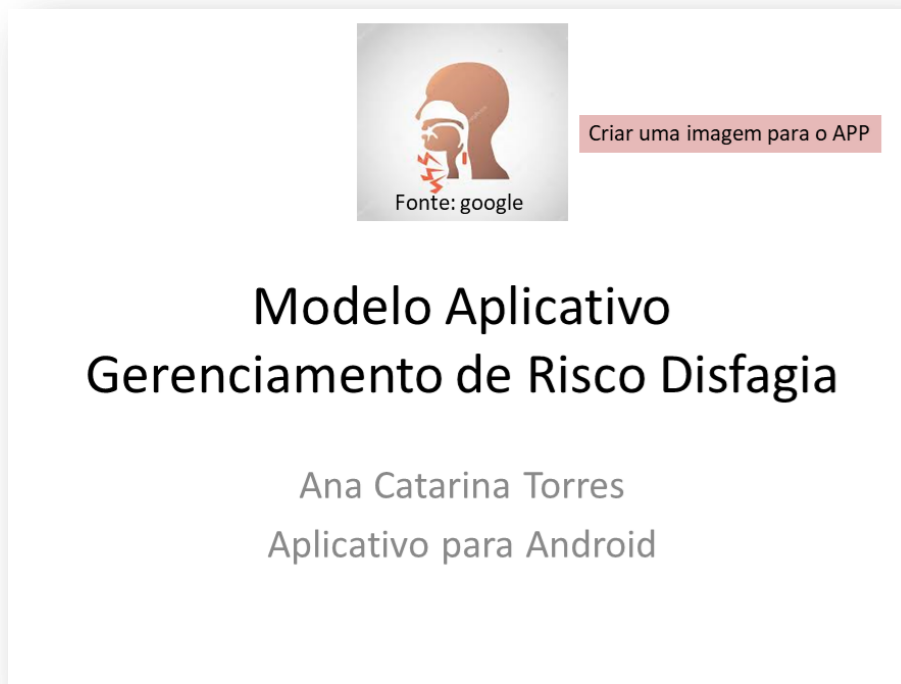 Fonte: google
Criar uma imagem para o APP
Modelo Aplicativo
Gerenciamento de Risco Disfagia
Ana Catarina Torres
Aplicativo para Android